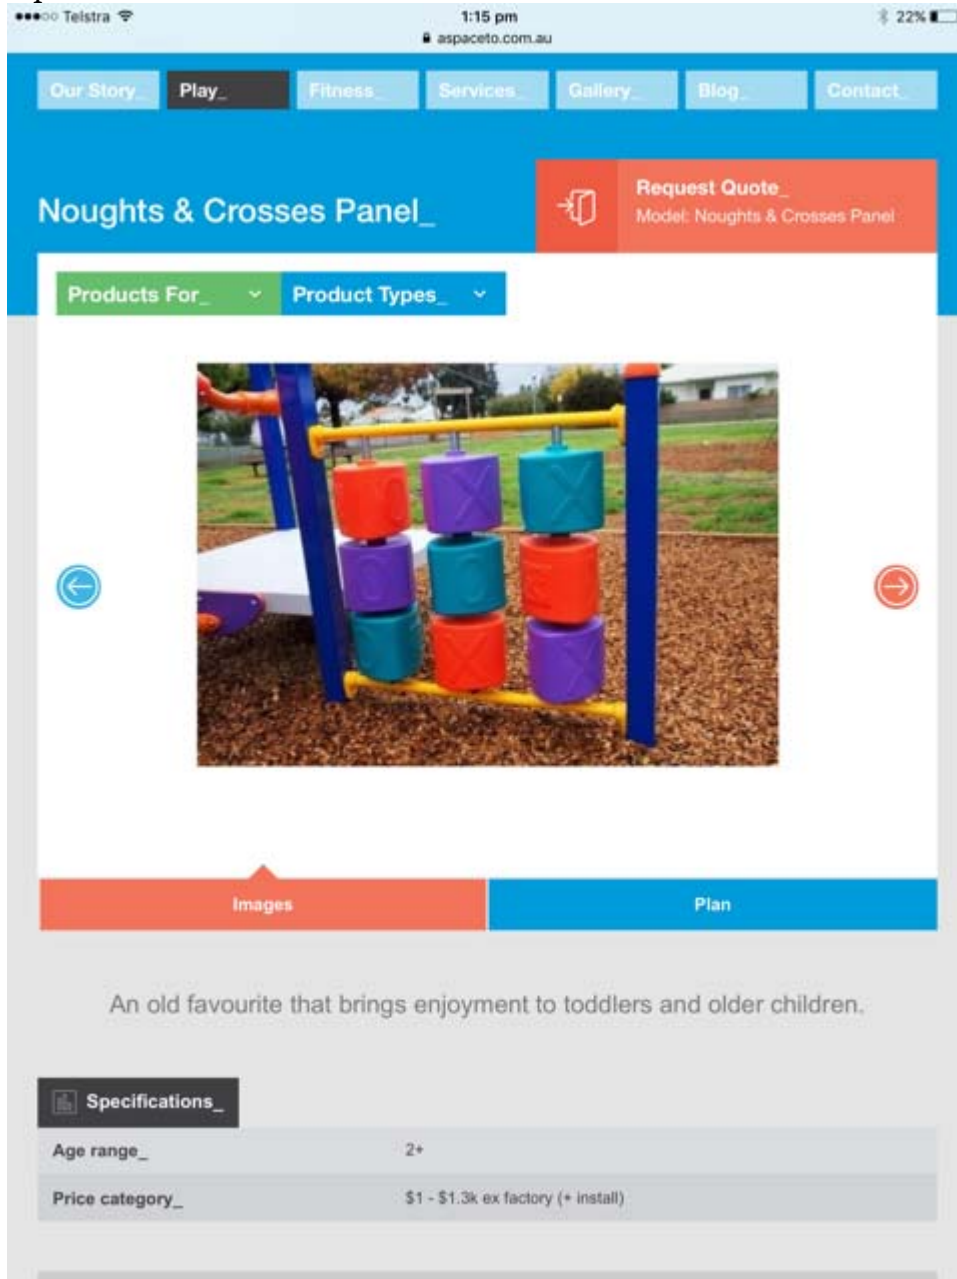 Telstra 1:15 pm 22%
aspaceto.com.au
Our Story_ Play_ Fitness_ Services_ Gallery_ Blog_ Contact_
Noughts & Crosses Panel_
Request Quote_
Model: Noughts & Crosses Panel
Products For_ Product Types_
O X X
O O E
X X
Images Plan
An old favourite that brings enjoyment to toddlers and older children.
Specifications_
Age range_ 2+
Price category_ $1 - $1.3k ex factory (+ install)